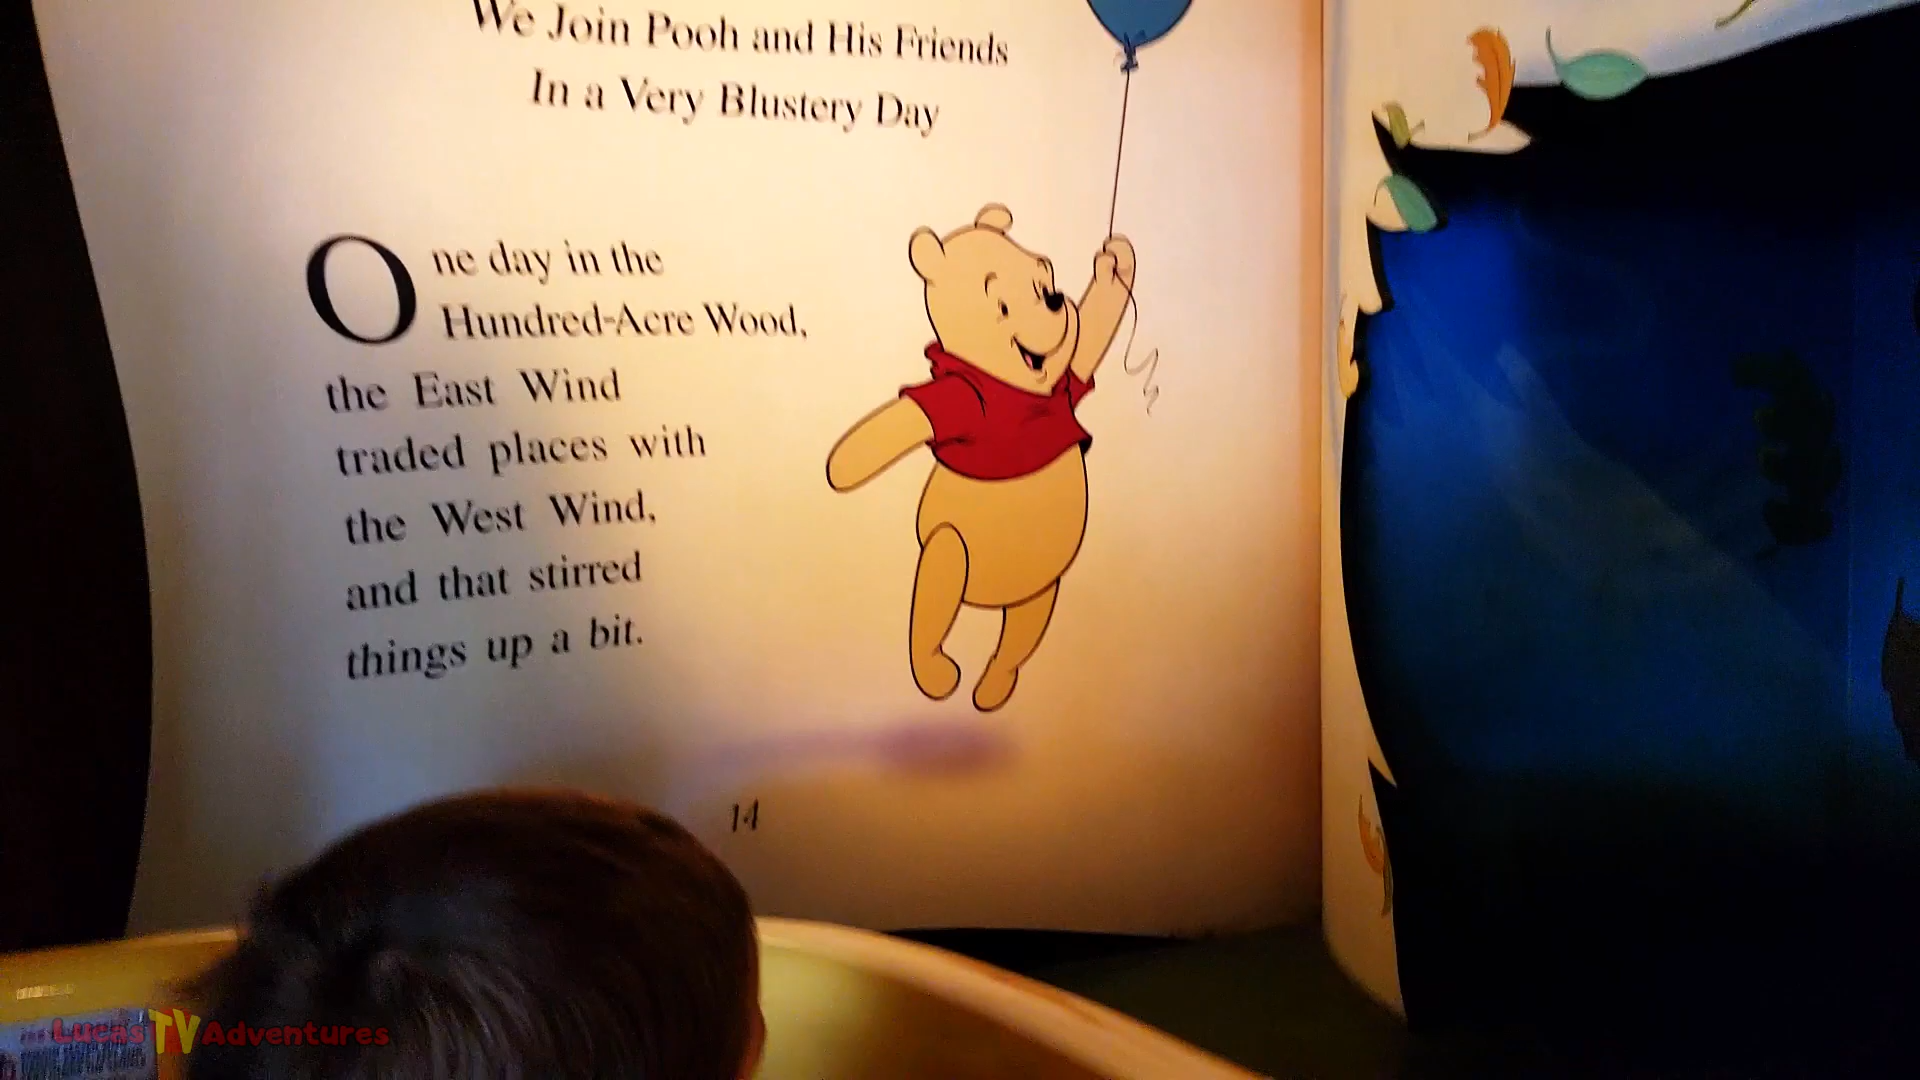 We Join Pooh and His Friends
In a Very Blustery Day
One day in the
Hundred-Acre Wood,
the East Wind
traded places with
the West Wind,
and that stirred
things up a bit.
14
Lucas TV Adventures